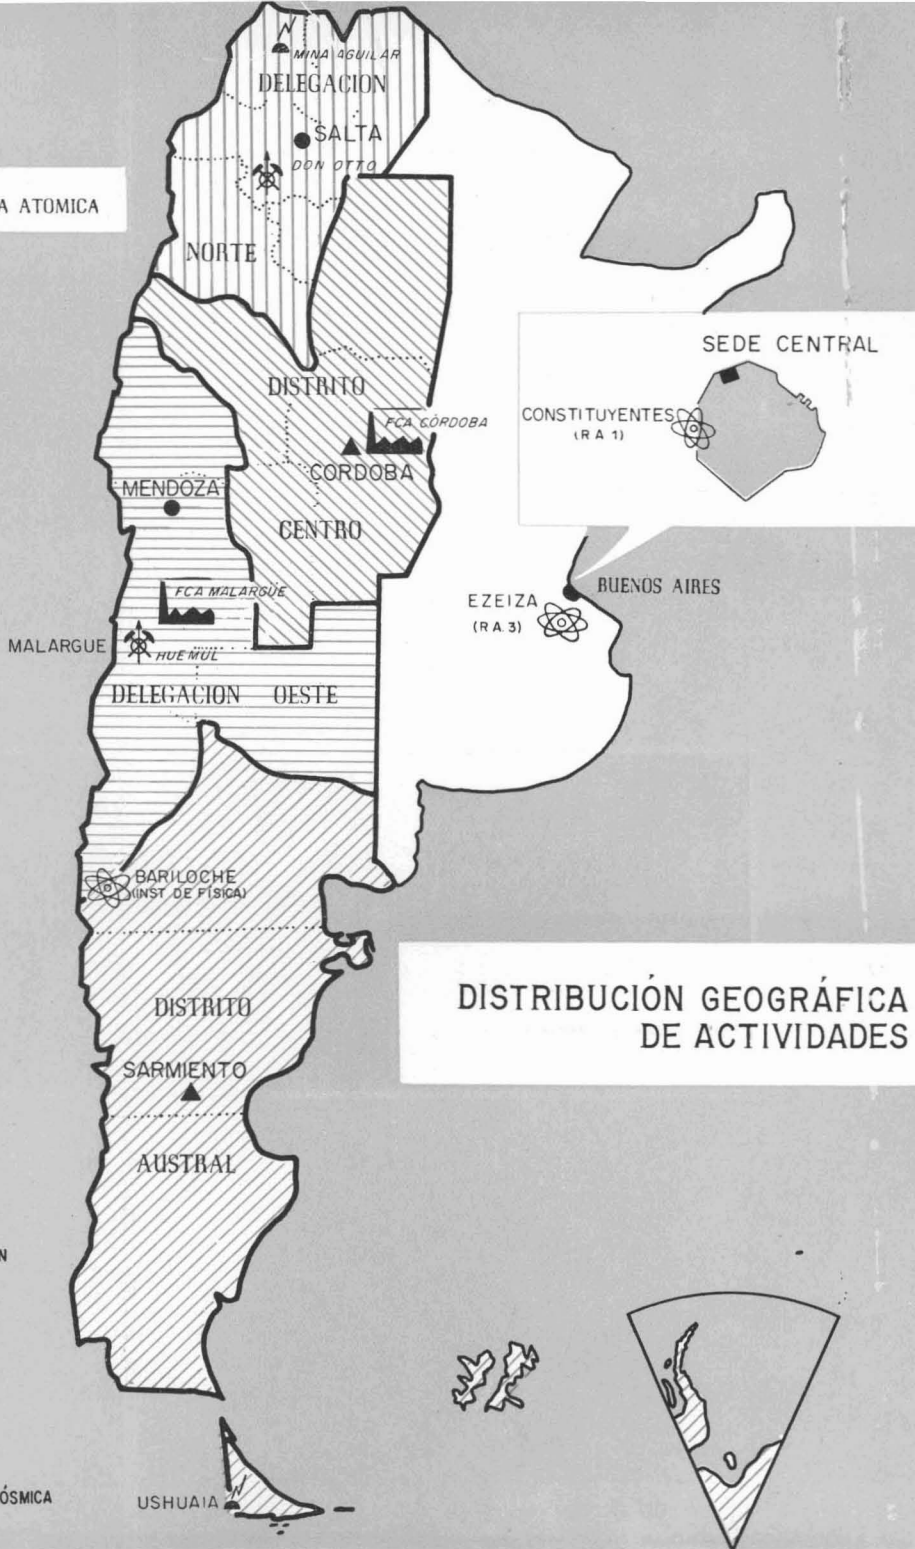 MINA AGUILAR
DELEGACION
SALTA
DON OTTO
A ATOMICA
NORTE
SEDE CENTRAL
DISTRITO
CONSTITUYENTES
(R A 1)
FCA CÓRDOBA
CORDOBA
MENDOZA
CENTRO
FCA MALARGÜE
BUENOS AIRES
EZEIZA
(R A. 3)
MALARGUE
HUEMUL
DELEGACION OESTE
BARILOCHE
(INST DE FÍSICA)
DISTRIBUCIÓN GEOGRÁFICA
DE ACTIVIDADES
DISTRITO
SARMIENTO
AUSTRAL
N
ÓSMICA
USHUAIA